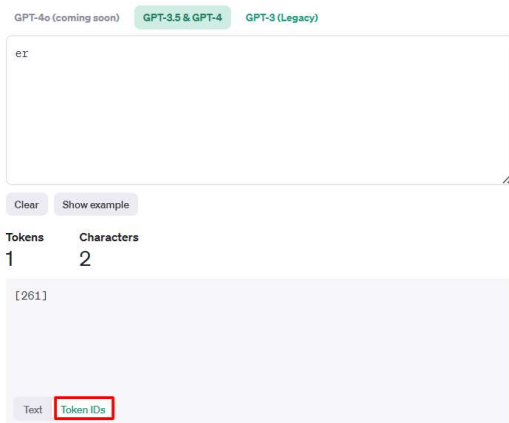 GPT-4o (coming soon) GPT-3.5 & GPT-4 GPT-3 (Legacy)
er
Clear Show example
Tokens Characters
1 2
[261]
Text Token IDs